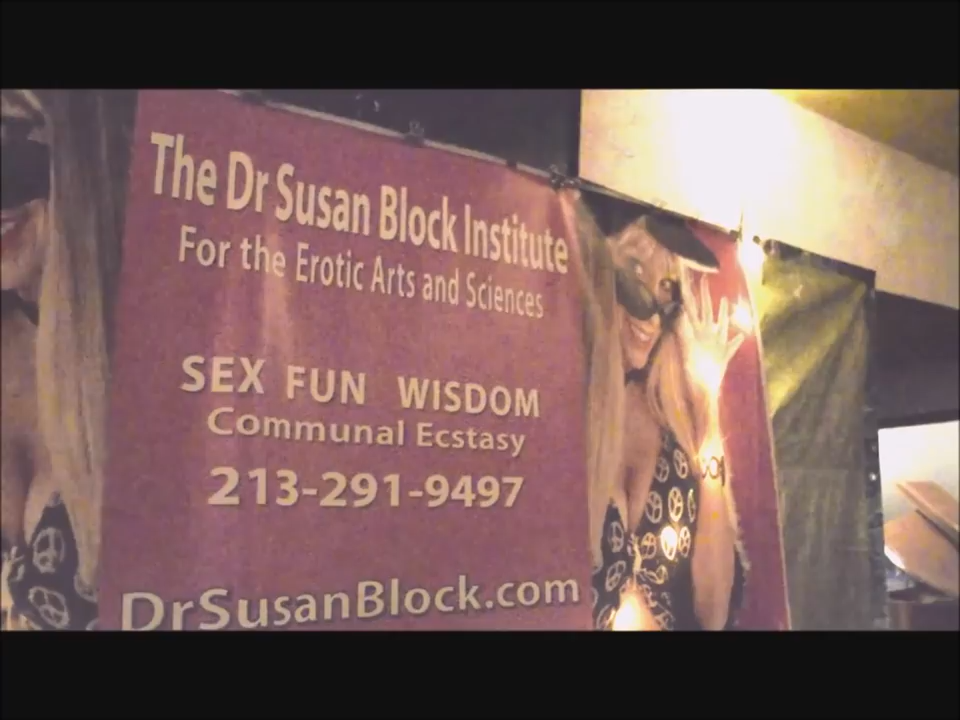 The Dr Susan Block Institute
For the Erotic Arts and Sciences
SEX FUN WISDOM
Communal Ecstasy
213-291-9497
DrSusanBlock.com